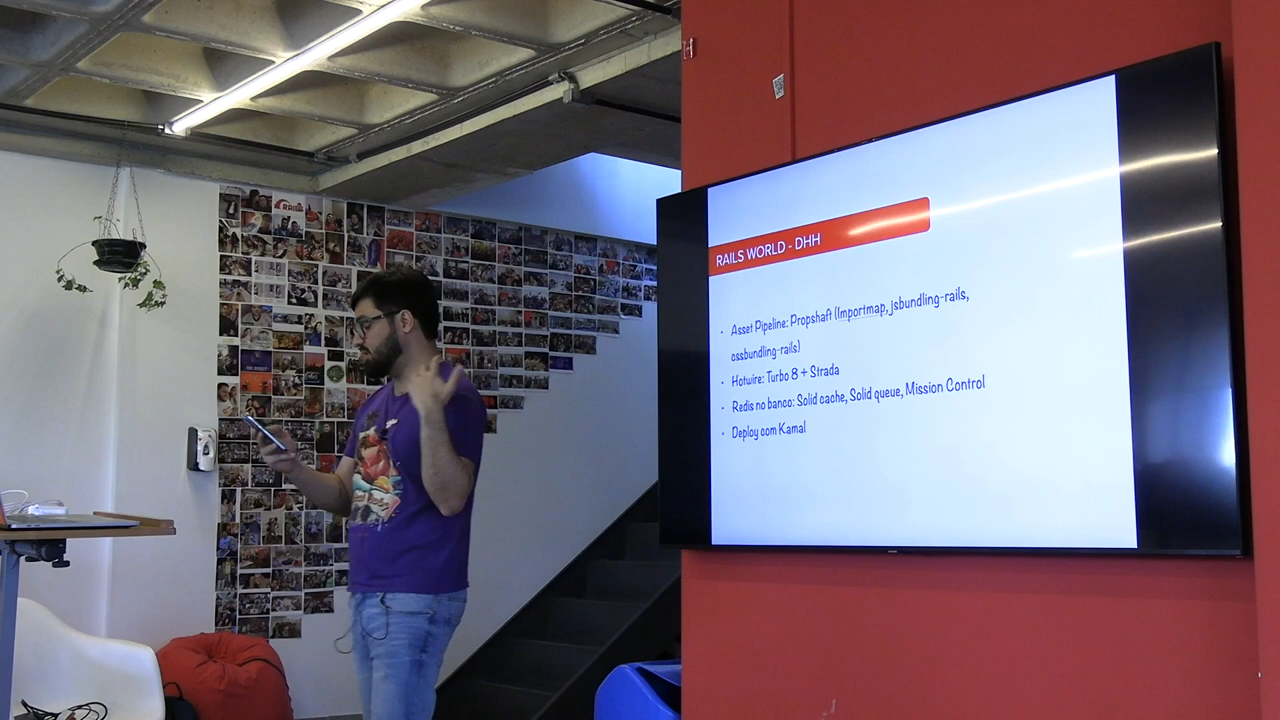 RAILS WORLD - DHH
• Asset Pipeline: Propshaft (Importmap, jsbundling-rails,
cssbundling-rails)
• Hotwire: Turbo 8 + Strada
• Redis no banco: Solid cache, Solid queue, Mission Control
• Deploy com Kamal